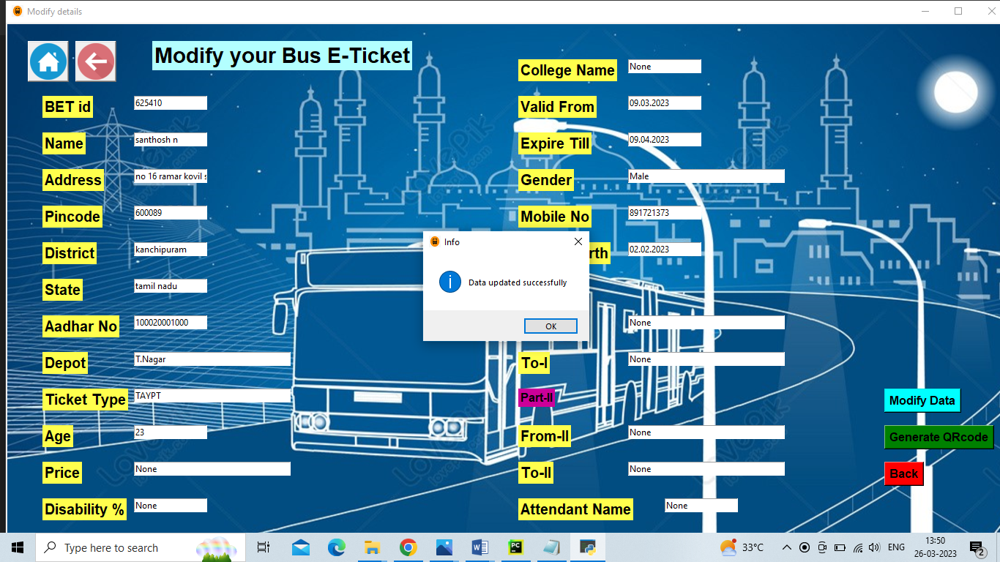 Modify details
Modify your Bus E-Ticket
BET id 625410
Name santhosh n
Address no 16 ramar kovil s
Pincode 600089
District kanchipuram
State tamil nadu
Aadhar No 100020001000
Depot T.Nagar
Ticket Type TAYPT
Age 23
Price None
Disability % None
College Name None
Valid From 09.03.2023
Expire Till 09.04.2023
Gender Male
Mobile No 891721373
rth 02.02.2023
None
To-I None
Part-II
From-II None
To-II None
Attendant Name None
Info
Data updated successfully
OK
Modify Data
Generate QRcode
Back
Type here to search
33°C
ENG
13:50
26-03-2023
2